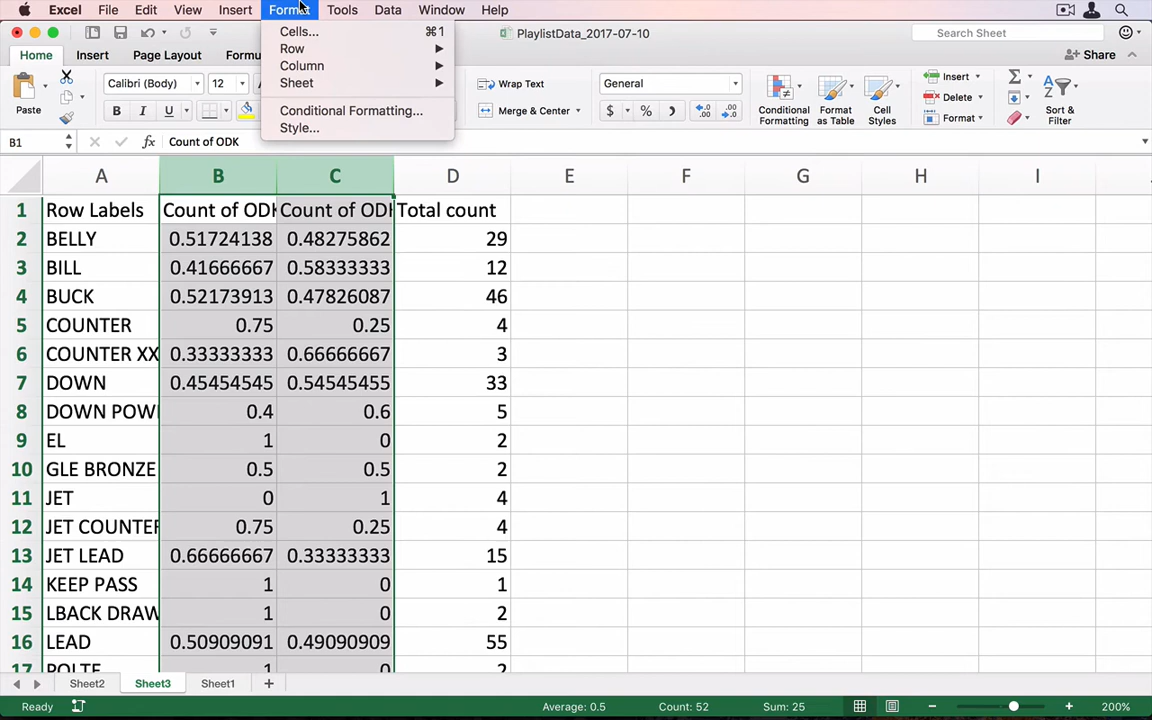 Excel File Edit View Insert Format Tools Data Window Help
PlaylistData_2017-07-10
Search Sheet
Home Insert Page Layout Formu
Share
Cells... ⌘1
Row
Column
Sheet
Conditional Formatting...
Style...
Paste
Calibri (Body) 12
B I U
Wrap Text
Merge & Center
General
$ % )
Conditional Formatting
Format as Table
Cell Styles
Insert
Delete
Format
Sort & Filter
B1 fx Count of ODK
A B C D E F G H I
1 Row Labels Count of ODK Count of ODK Total count
2 BELLY 0.51724138 0.48275862 29
3 BILL 0.41666667 0.58333333 12
4 BUCK 0.52173913 0.47826087 46
5 COUNTER 0.75 0.25 4
6 COUNTER XX 0.33333333 0.66666667 3
7 DOWN 0.45454545 0.54545455 33
8 DOWN POW 0.4 0.6 5
9 EL 1 0 2
10 GLE BRONZE 0.5 0.5 2
11 JET 0 1 4
12 JET COUNTER 0.75 0.25 4
13 JET LEAD 0.66666667 0.33333333 15
14 KEEP PASS 1 0 1
15 LBACK DRAW 1 0 2
16 LEAD 0.50909091 0.49090909 55
17 1 0 2
Sheet2 Sheet3 Sheet1 +
Ready Average: 0.5 Count: 52 Sum: 25 200%